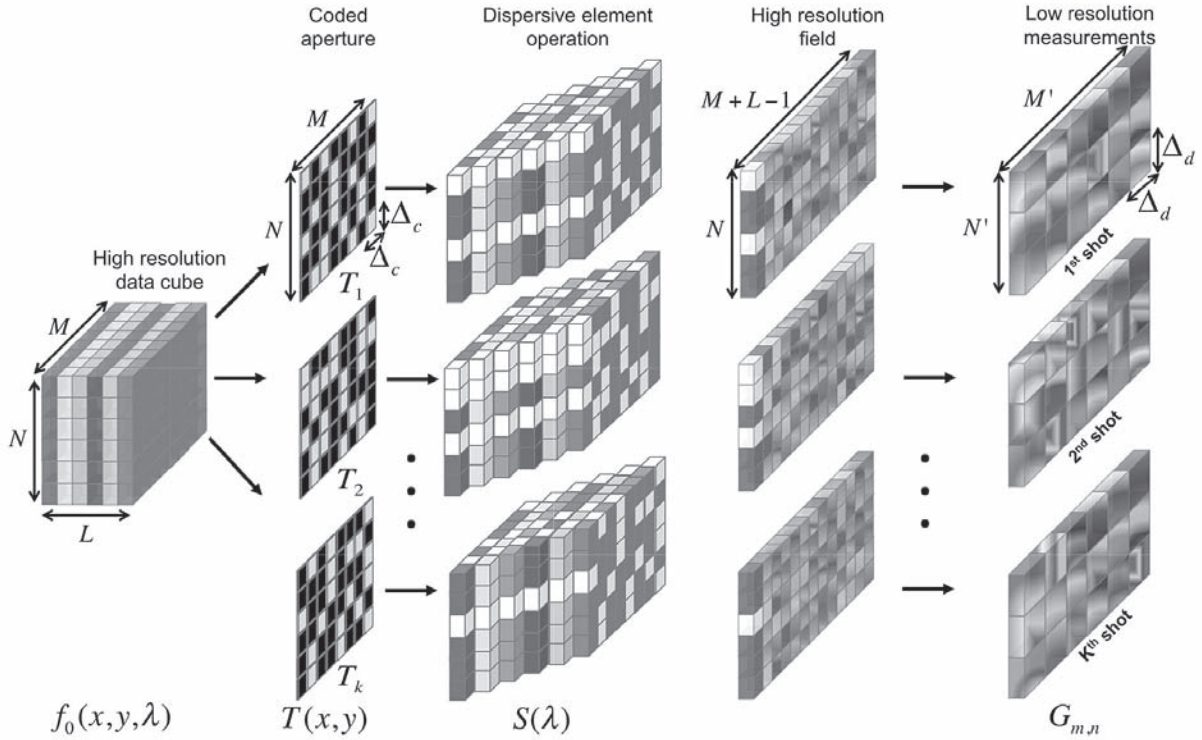 Coded
aperture
Dispersive element
operation
High resolution
field
Low resolution
measurements
High resolution
data cube
M
N
L
M
N
Δc
Δc
T1
T2
Tk
M + L − 1
N
M'
N'
Δd
Δd
1st shot
2nd shot
Kth shot
f0(x, y, λ)
T(x, y)
S(λ)
Gm,n